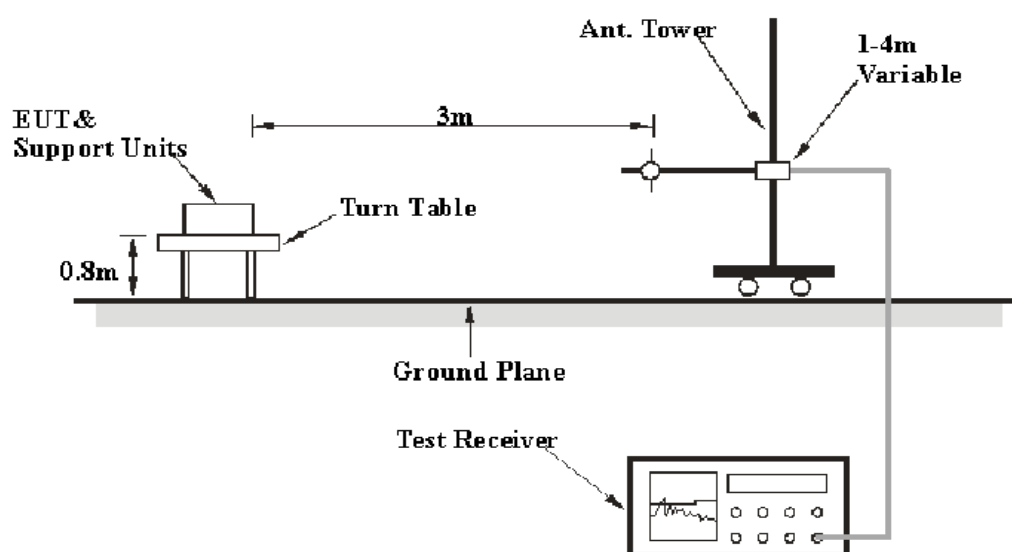 Ant. Tower
1-4m
Variable
3m
EUT&
Support Units
Turn Table
0.8m
Ground Plane
Test Receiver